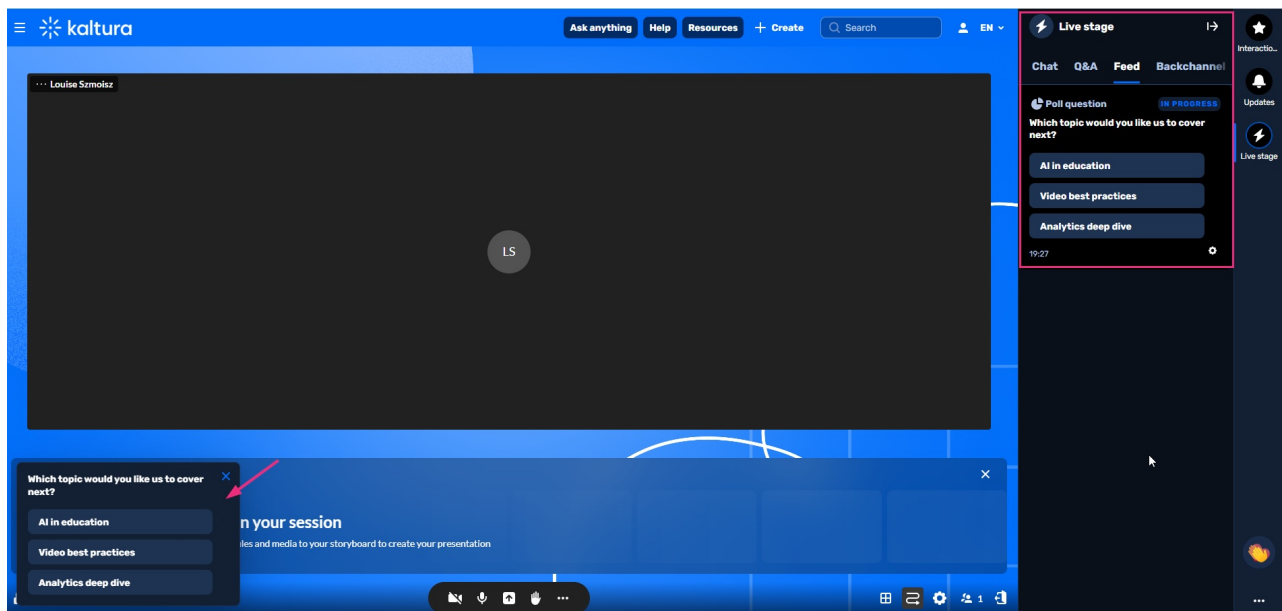 kaltura
Ask anything
Help
Resources
+ Create
Search
EN
··· Louise Szmoisz
LS
Live stage
Chat Q&A Feed Backchannel
Poll question
IN PROGRESS
Which topic would you like us to cover
next?
AI in education
Video best practices
Analytics deep dive
19:27
Interactio...
Updates
Live stage
Which topic would you like us to cover
next?
AI in education
Video best practices
Analytics deep dive
n your session
les and media to your storyboard to create your presentation
1